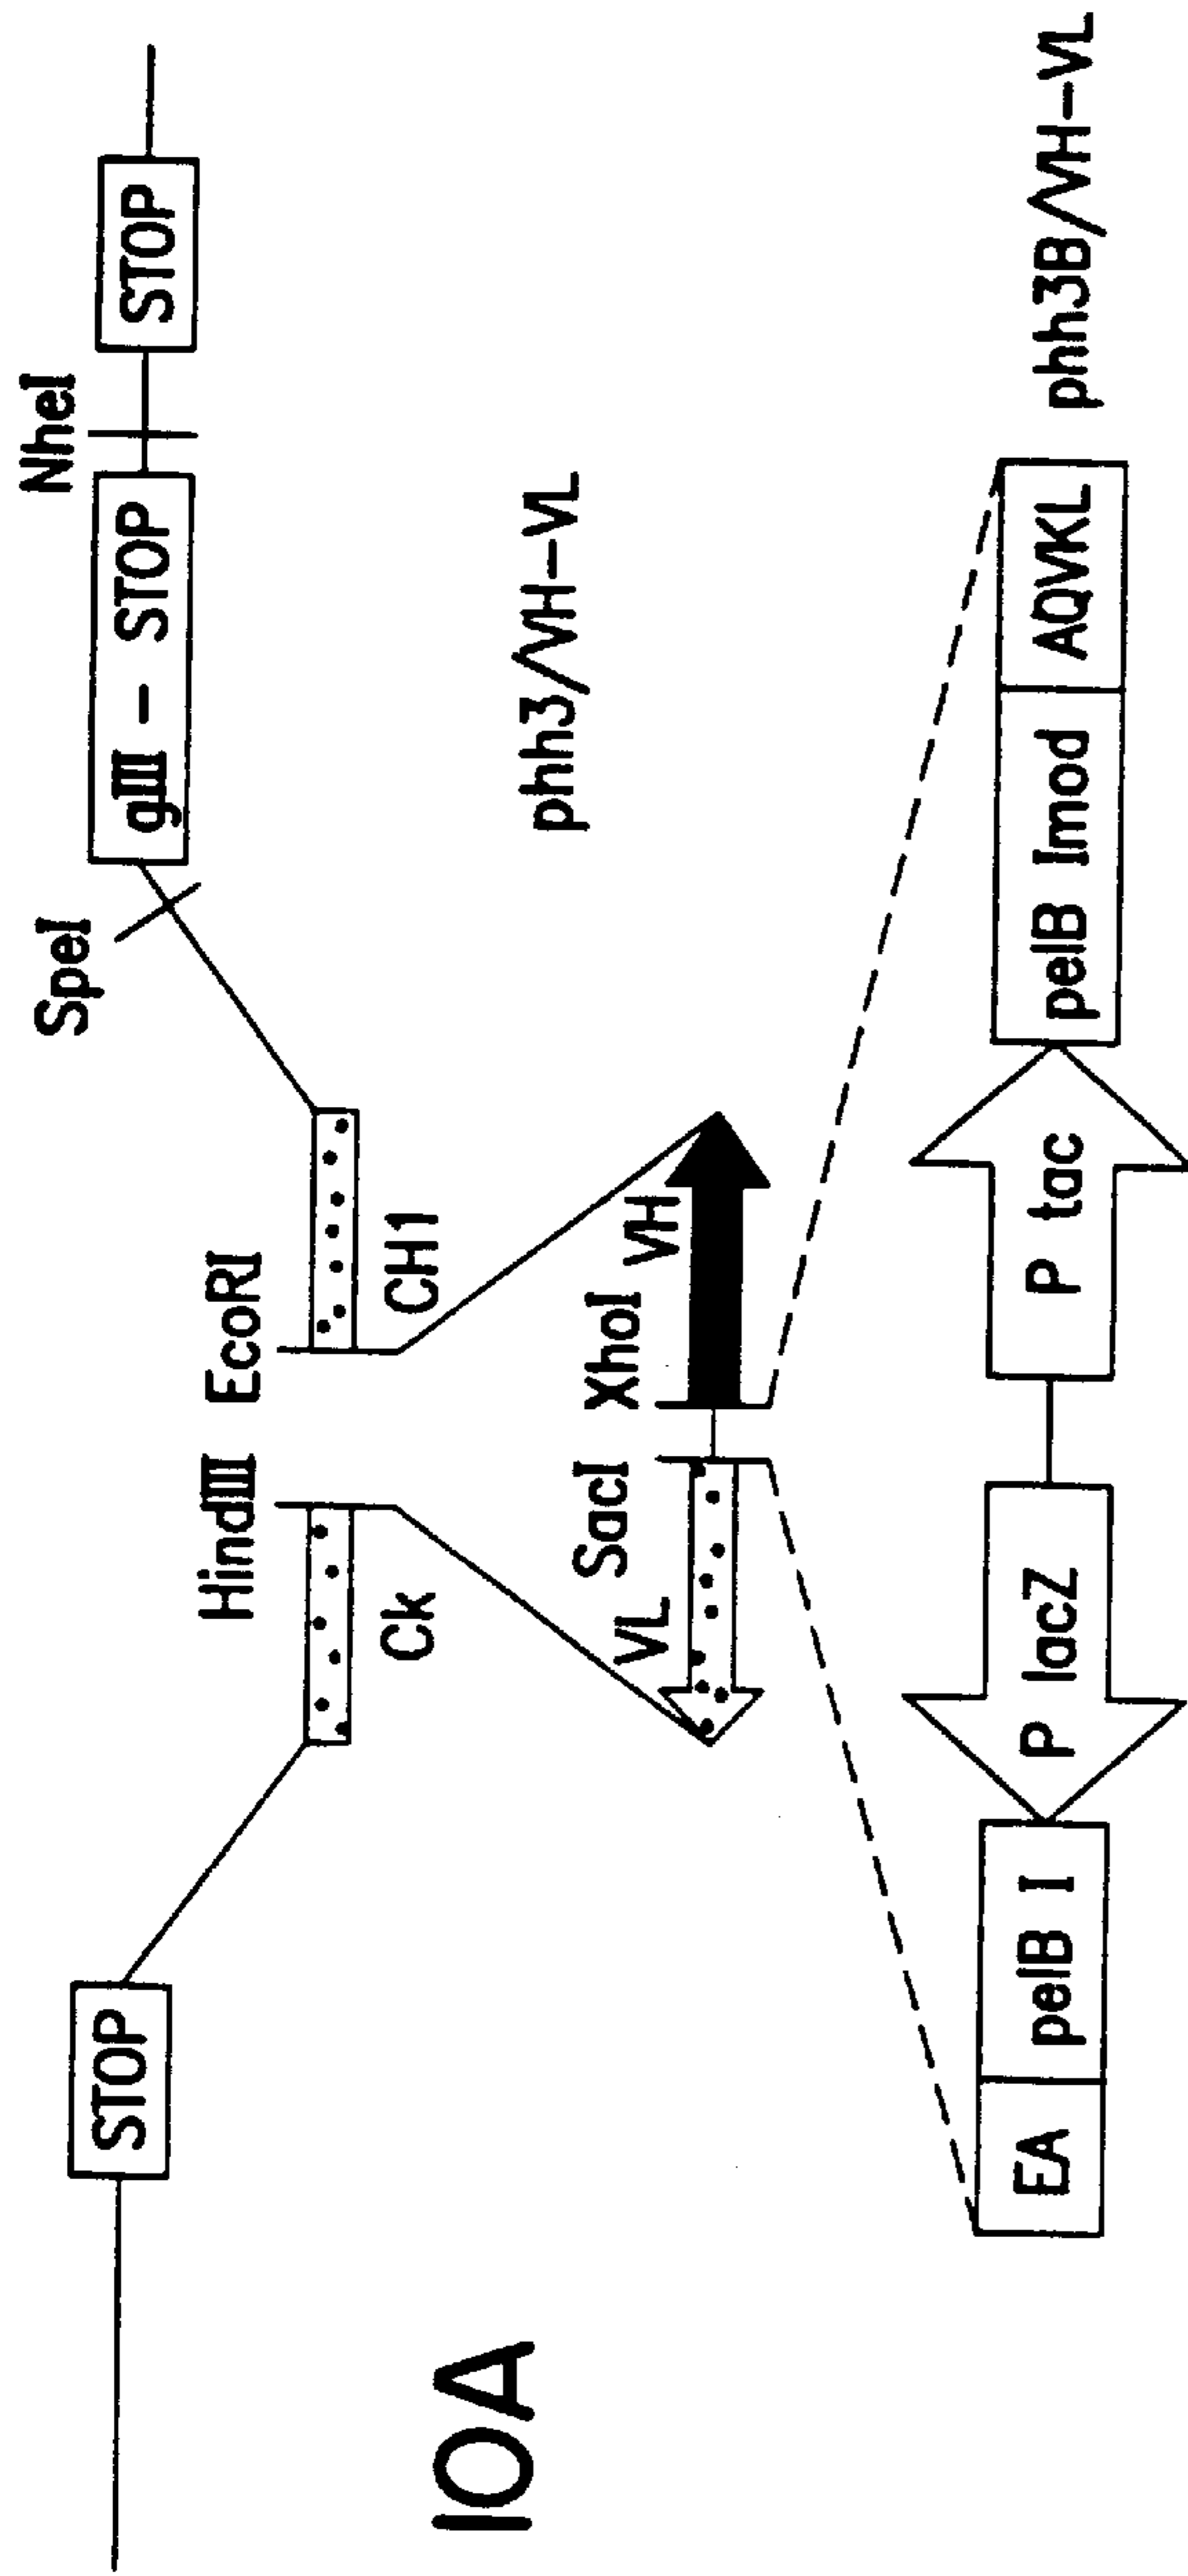 NheI
SpeI
STOP
gIII - STOP
STOP
HindIII
EcoRI
Ck
CH1
phh3/VH-VL
SacI
XhoI
VL
VH
10A
EA
pelB I
P lacZ
P tac
pelB Imod
AQVKL
phh3B/VH-VL